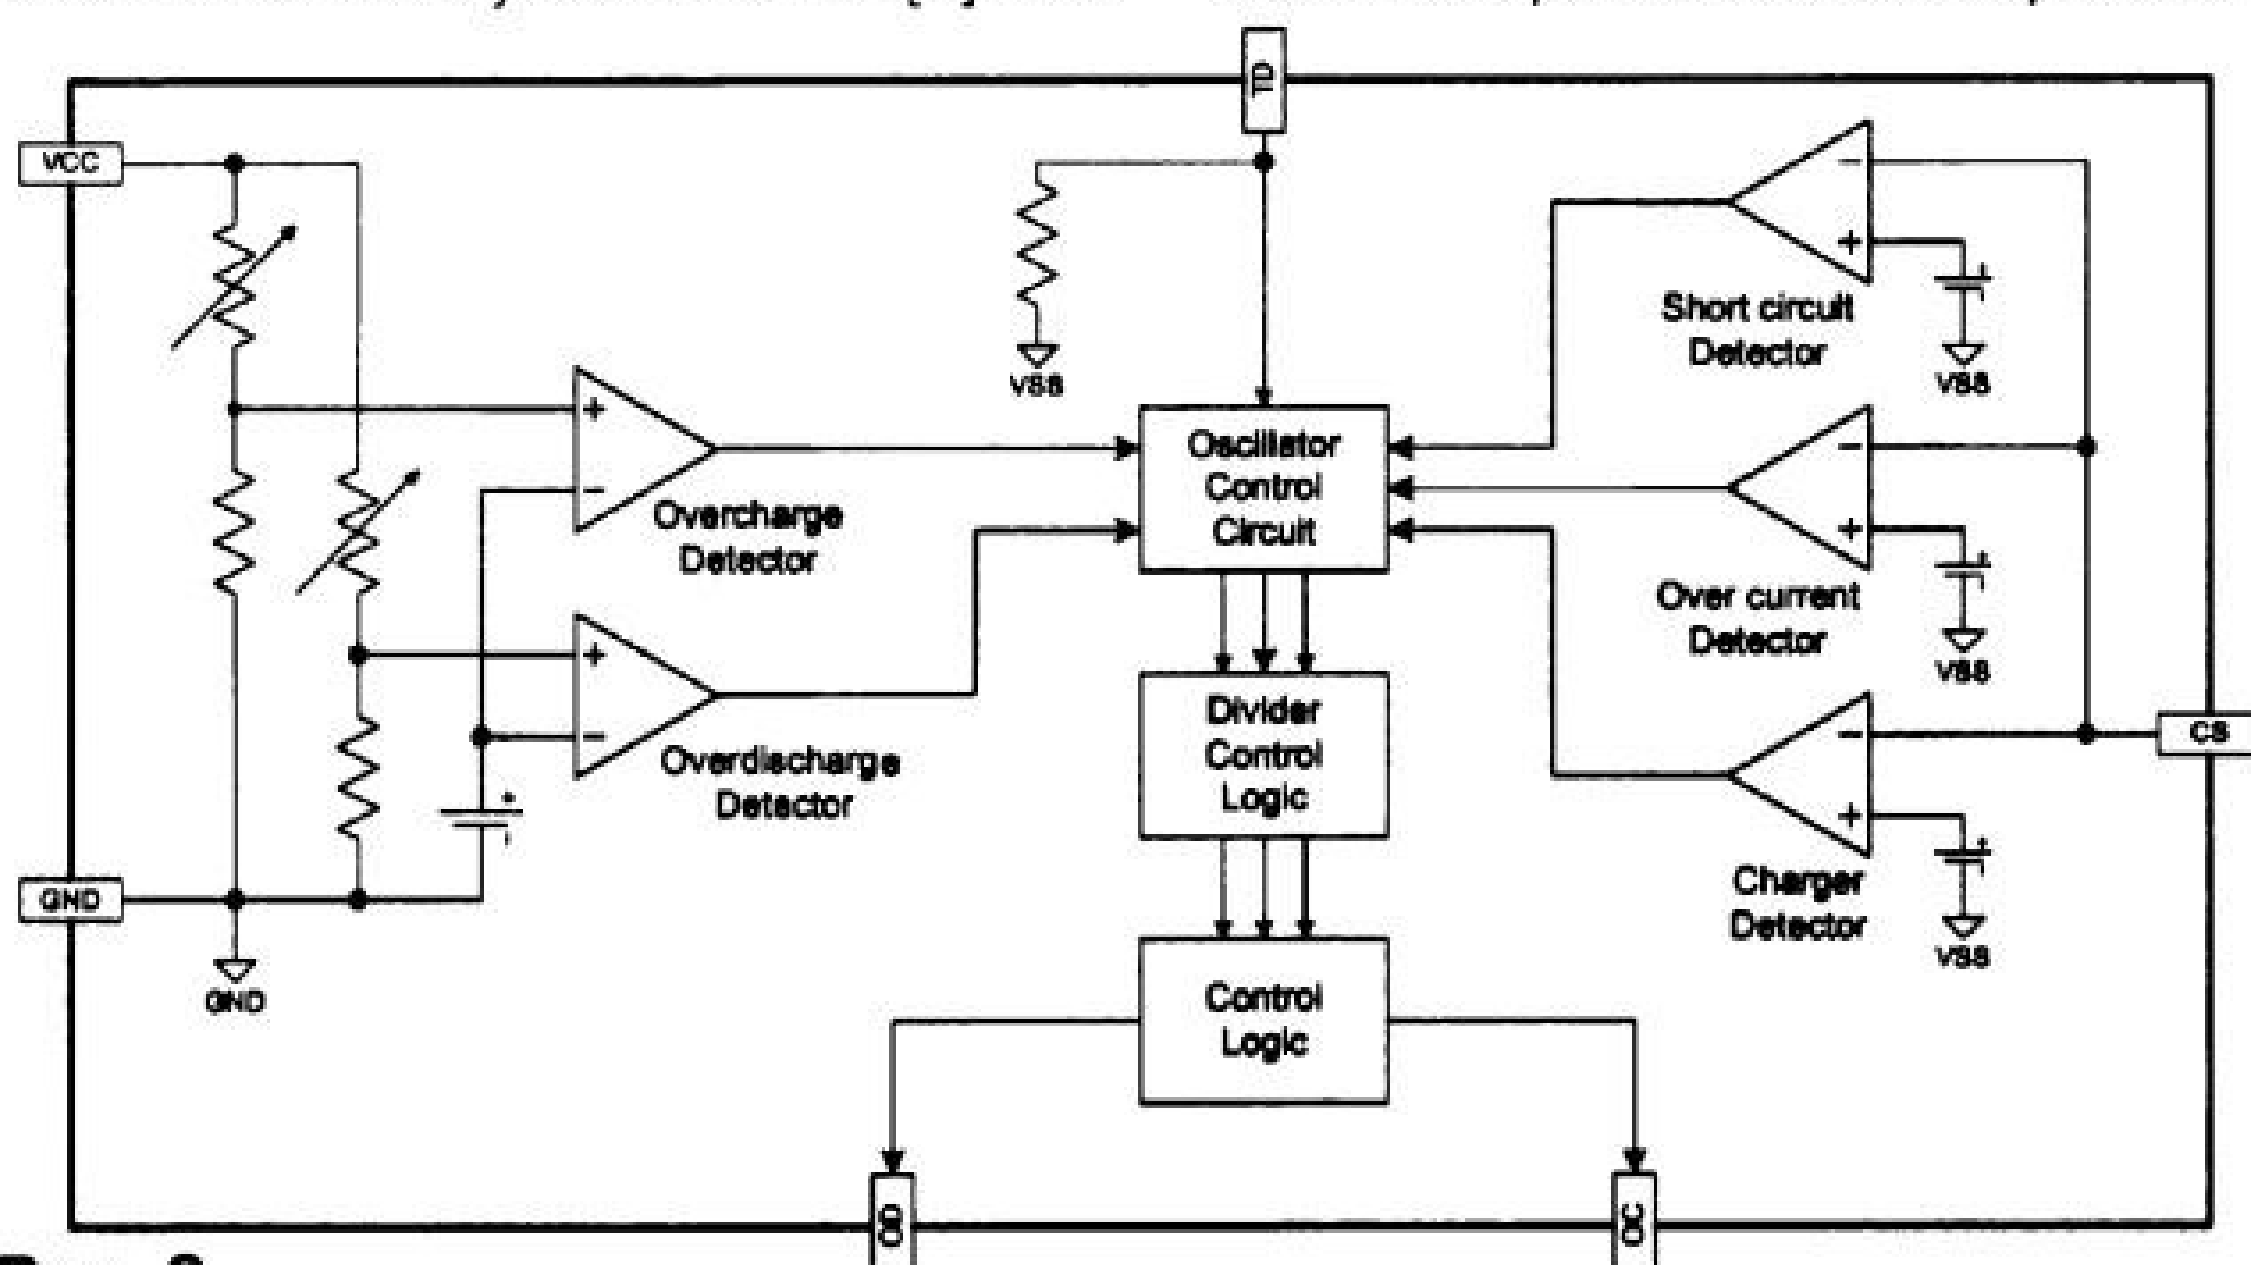 TD
VCC
Short circuit
Detector
VSS
VSS
Oscillator
Control
Circuit
Overcharge
Detector
Over current
Detector
VSS
Divider
Control
Logic
CS
Overdischarge
Detector
Charger
Detector
VSS
GND
GND
Control
Logic
OD
OC